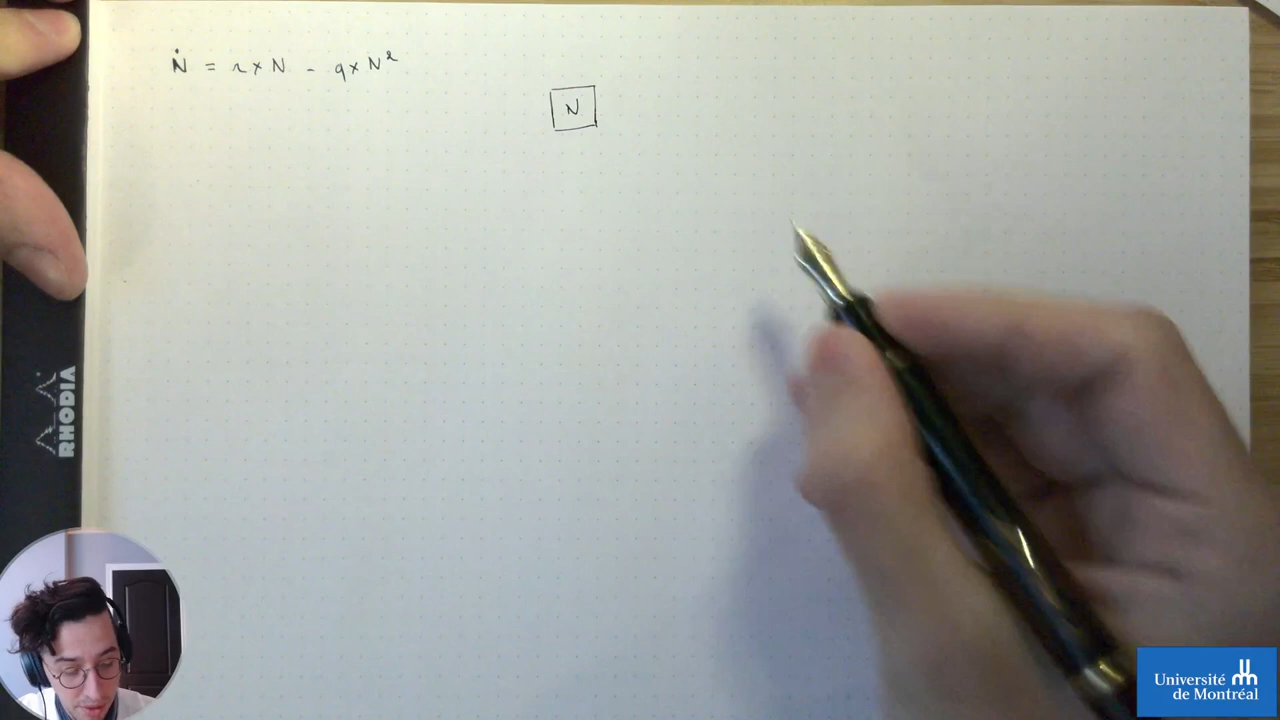 Ṅ = r × N - q × N²
N
RHODIA
Université
de Montréal